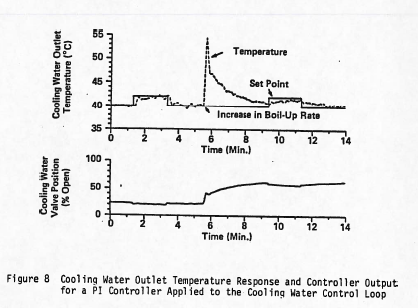 Cooling Water Outlet
Temperature (°C)
55
50
45
40
35
Temperature
Set Point
Increase in Boil-Up Rate
0 2 4 6 8 10 12 14
Time (Min.)
Cooling Water
Valve Position
(% Open)
100
50
0
0 2 4 6 8 10 12 14
Time (Min.)
Figure 8 Cooling Water Outlet Temperature Response and Controller Output
for a PI Controller Applied to the Cooling Water Control Loop